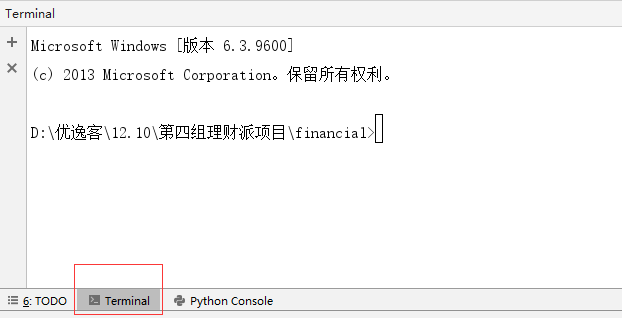 Terminal
Microsoft Windows [版本 6.3.9600]
(c) 2013 Microsoft Corporation。保留所有权利。
D:\优逸客\12.10\第四组理财派项目\financial>
6: TODO Terminal Python Console